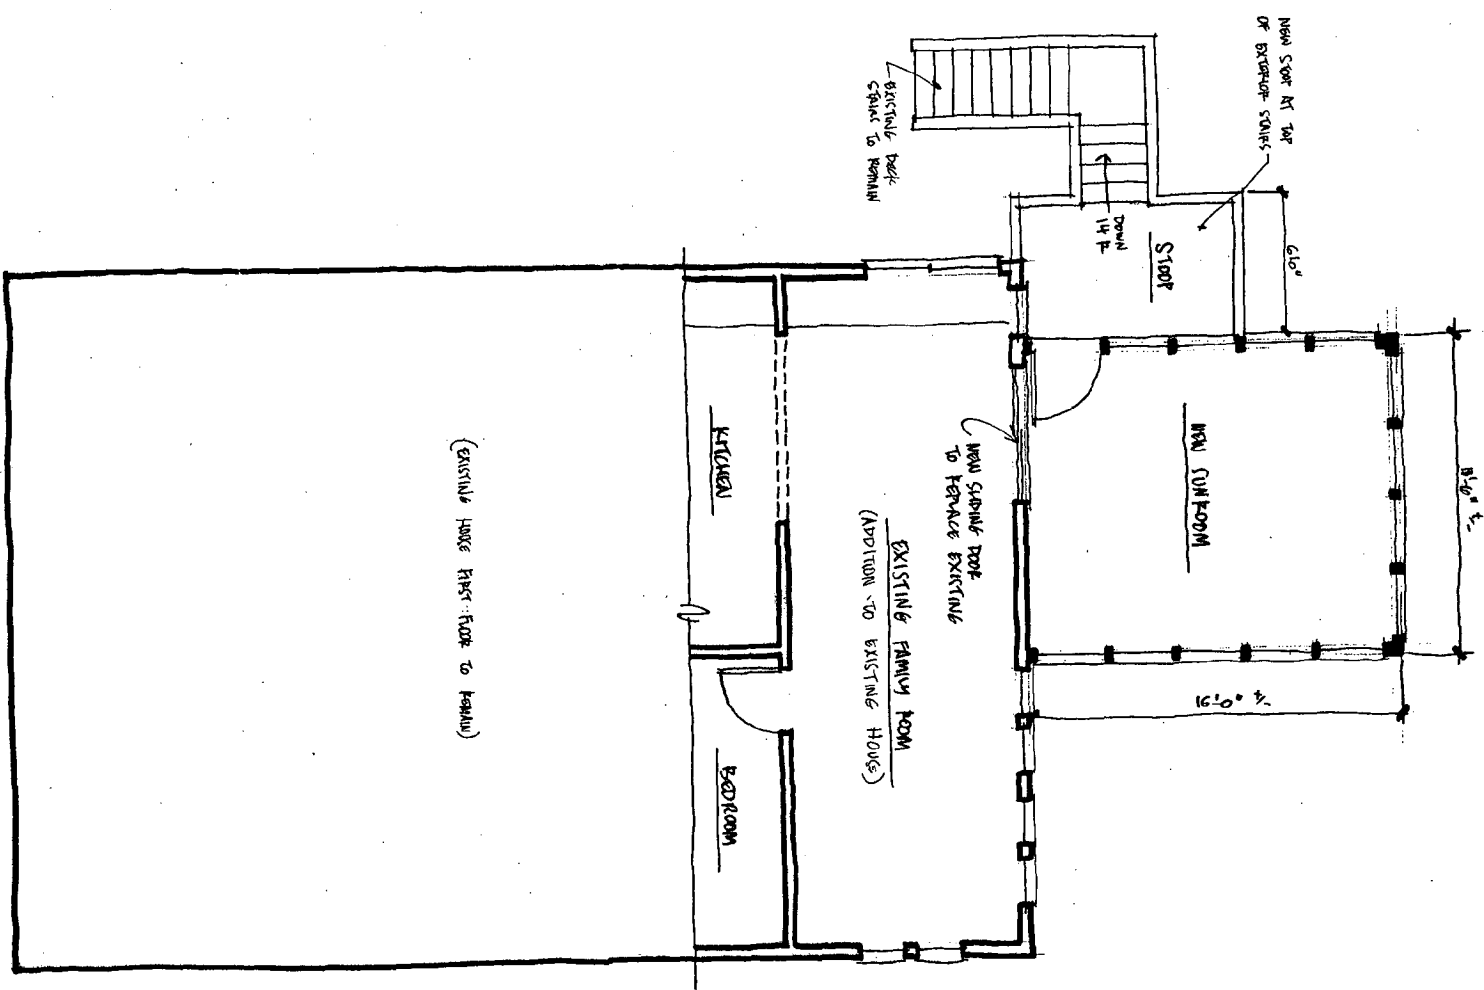 NEW STOOP AT TOP
OF EXTERIOR STAIRS
EXISTING DECK
STAIRS TO REMAIN
DOWN
14 R
STOOP
6'-0"
NEW SUNROOM
16'-0" +/-
NEW SLIDING DOOR
TO REPLACE EXISTING
EXISTING FAMILY ROOM
(ADDITION TO EXISTING HOUSE)
KITCHEN
BEDROOM
(EXISTING HOUSE FIRST FLOOR TO REMAIN)